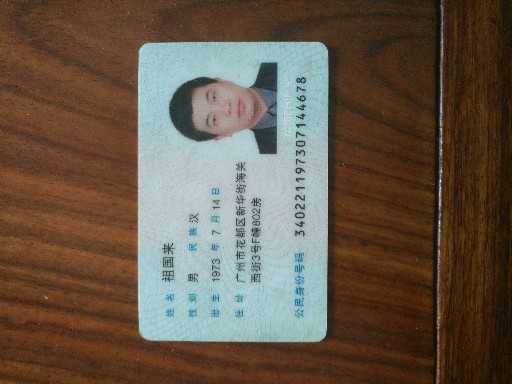 姓名 祖国来
性别 男 民族 汉
出生 1973 年 7 月 14 日
住址 广州市花都区新华街海关
西街3号F幢802房
公民身份号码 340221197307144678